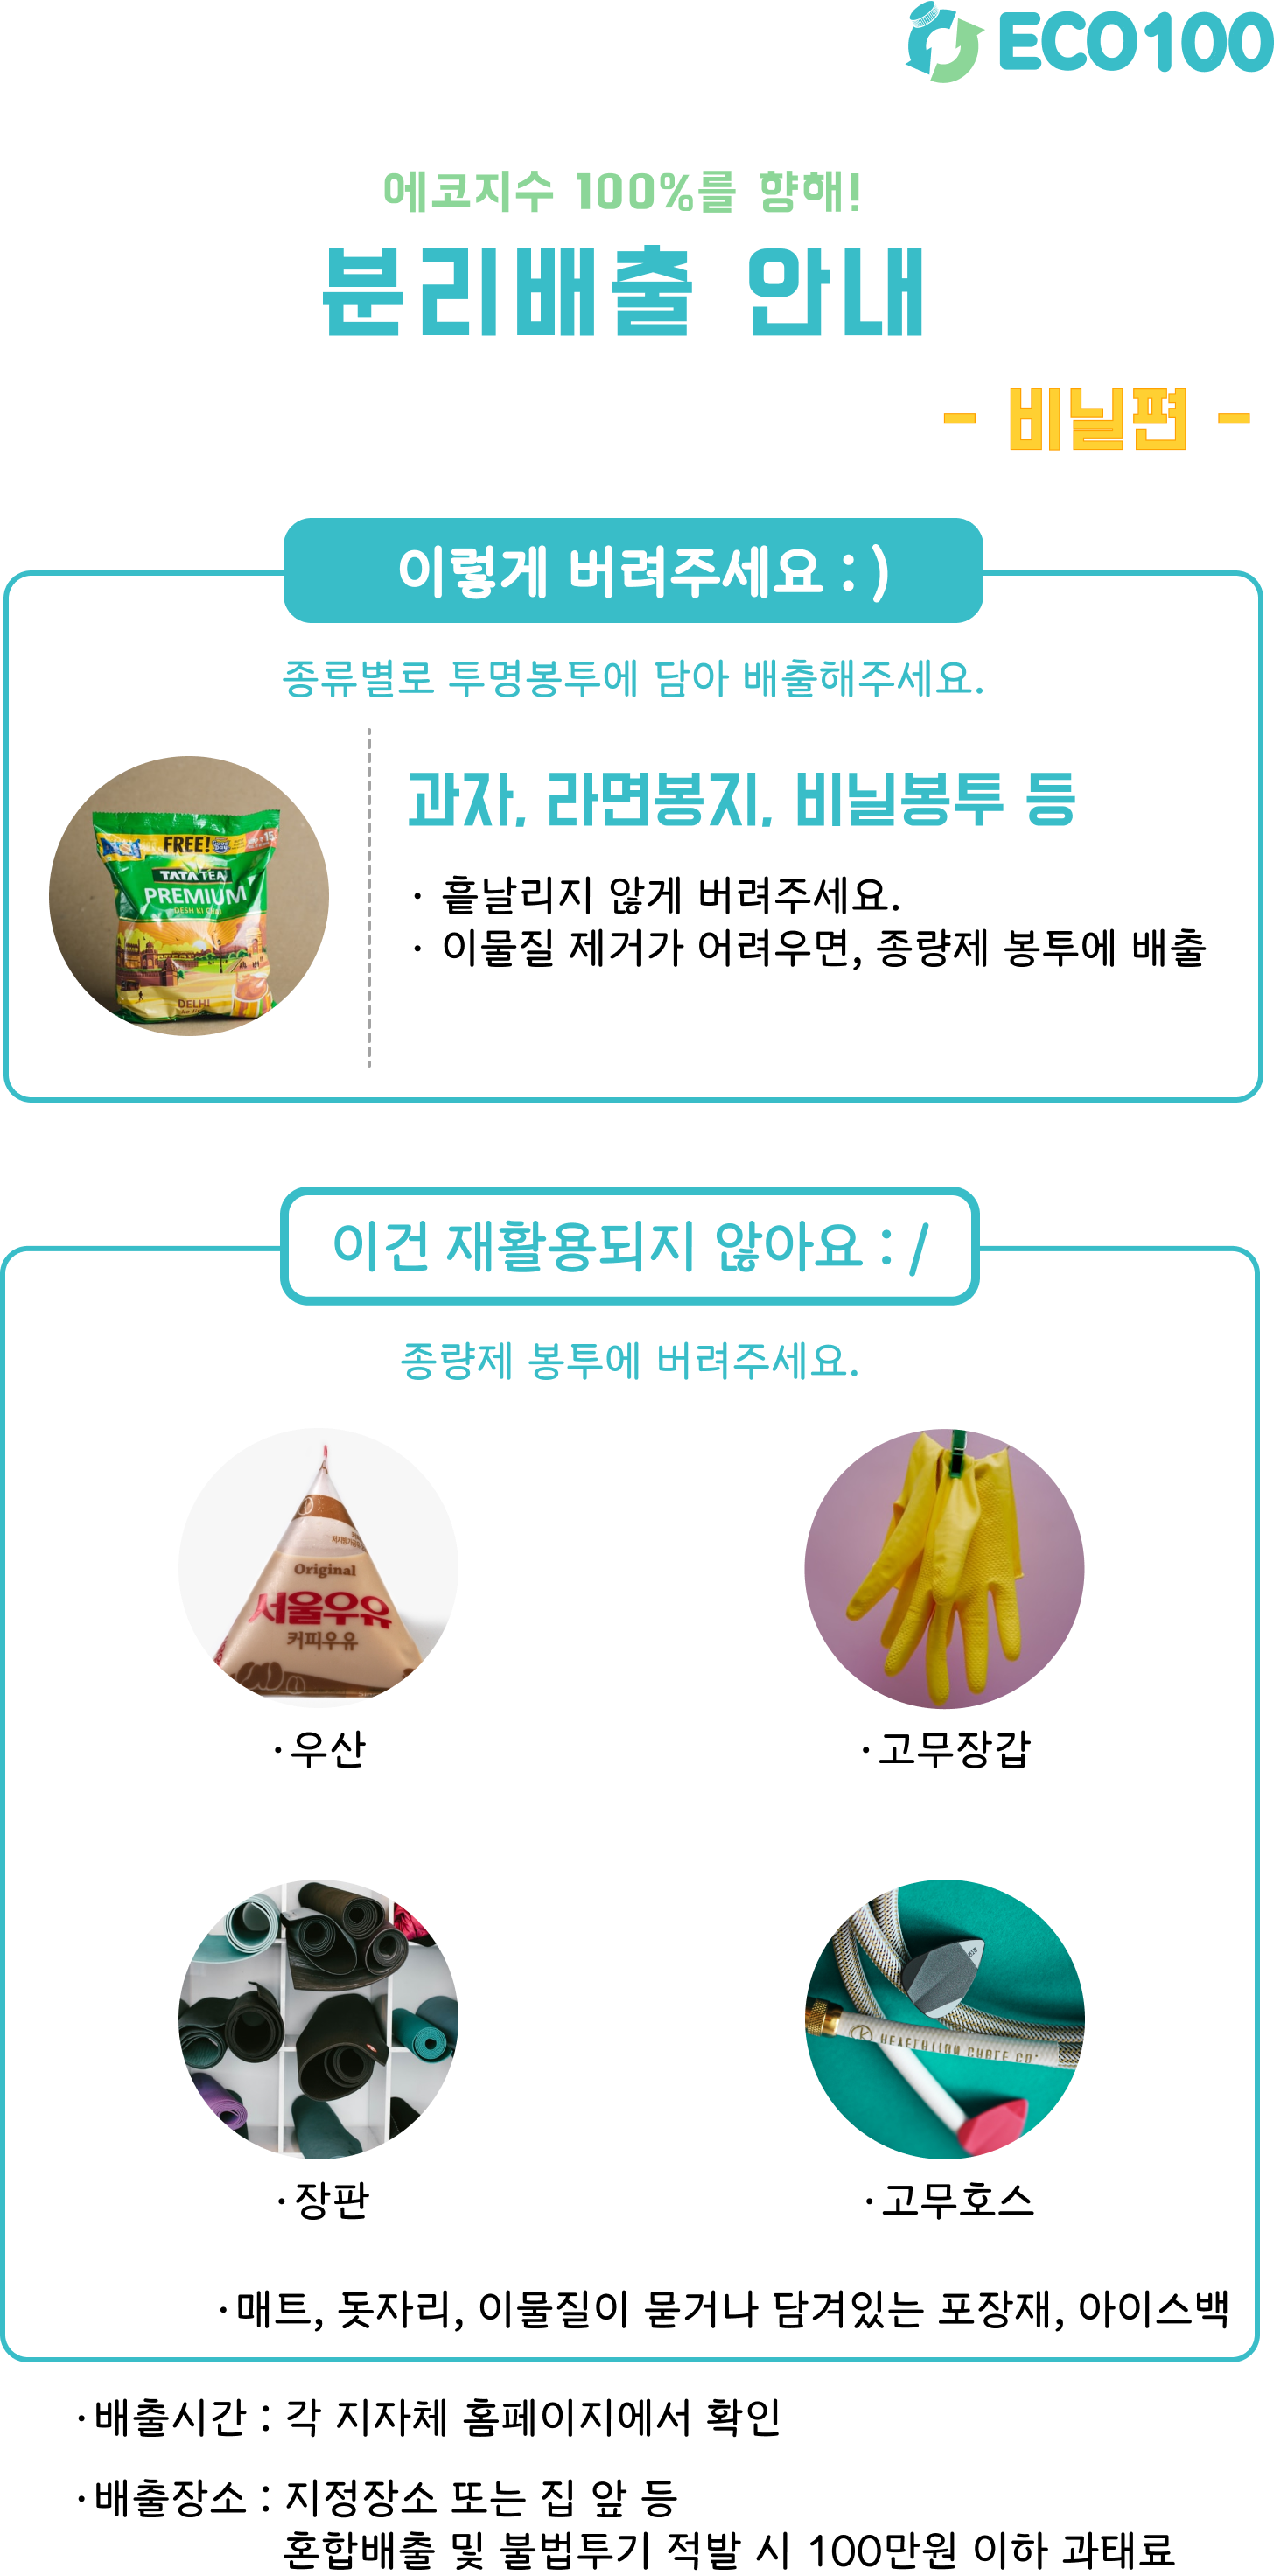 ECO100
에코지수 100%를 향해!
분리배출 안내
- 비닐편 -
이렇게 버려주세요 : )
종류별로 투명봉투에 담아 배출해주세요.
과자, 라면봉지, 비닐봉투 등
· 흩날리지 않게 버려주세요.
· 이물질 제거가 어려우면, 종량제 봉투에 배출
FREE!
TATA TEA
PREMIUM
DESH KI CHAI
DELHI
이건 재활용되지 않아요 : /
종량제 봉투에 버려주세요.
Original
서울우유
커피우유
· 우산
· 고무장갑
· 장판
· 고무호스
· 매트, 돗자리, 이물질이 묻거나 담겨있는 포장재, 아이스백
· 배출시간 : 각 지자체 홈페이지에서 확인
· 배출장소 : 지정장소 또는 집 앞 등
혼합배출 및 불법투기 적발 시 100만원 이하 과태료